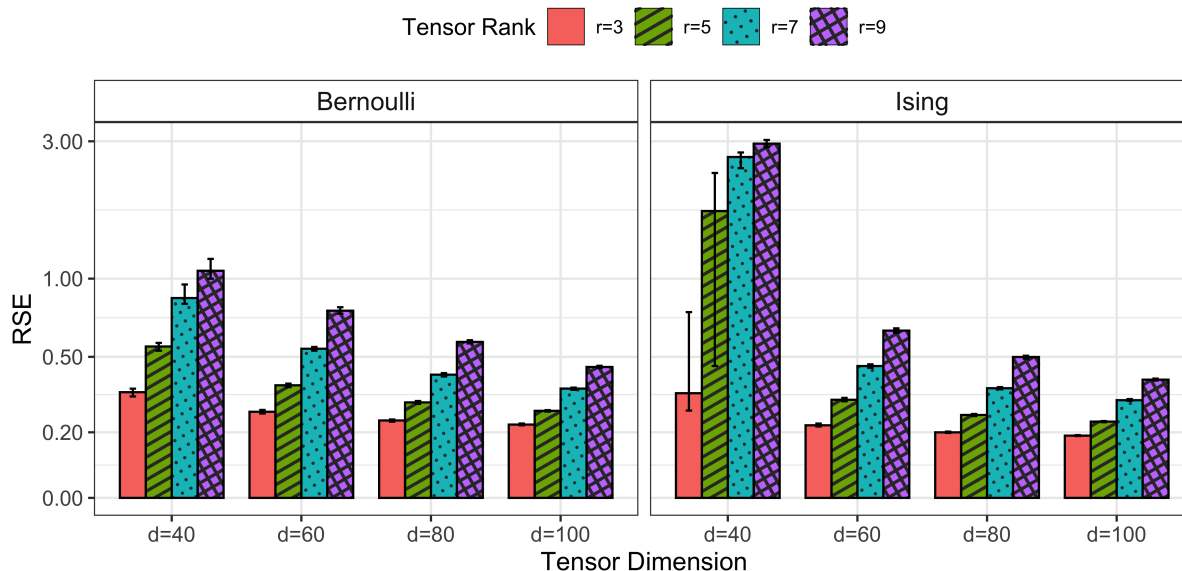 Tensor Rank r=3 r=5 r=7 r=9
Bernoulli Ising
3.00
1.00
0.50
0.20
0.00
RSE
d=40 d=60 d=80 d=100 d=40 d=60 d=80 d=100
Tensor Dimension